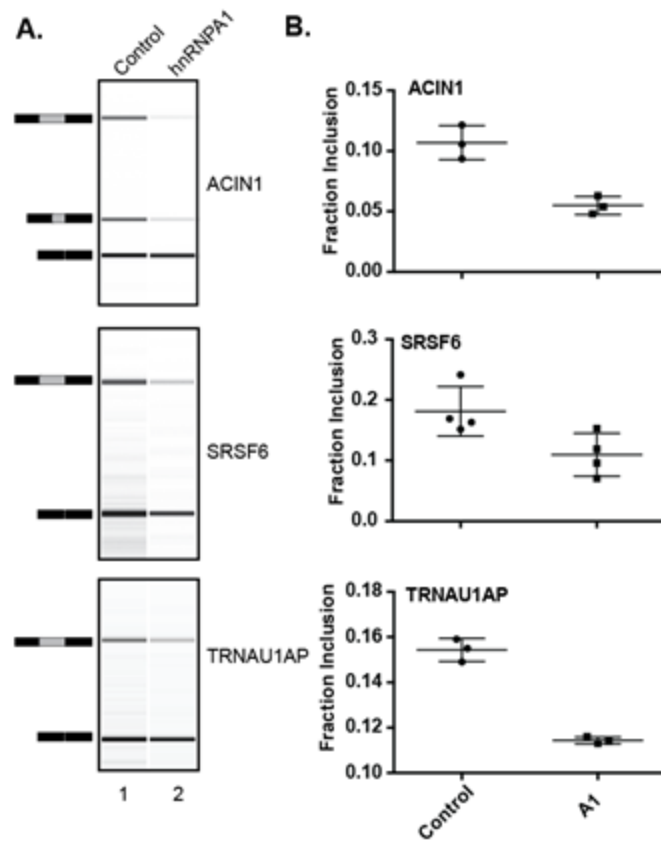 A.
Control
hnRNPA1
ACIN1
SRSF6
TRNAU1AP
1 2
B.
ACIN1
Fraction Inclusion
0.15
0.10
0.05
0.00
SRSF6
Fraction Inclusion
0.3
0.2
0.1
0.0
TRNAU1AP
Fraction Inclusion
0.18
0.16
0.14
0.12
0.10
Control
A1